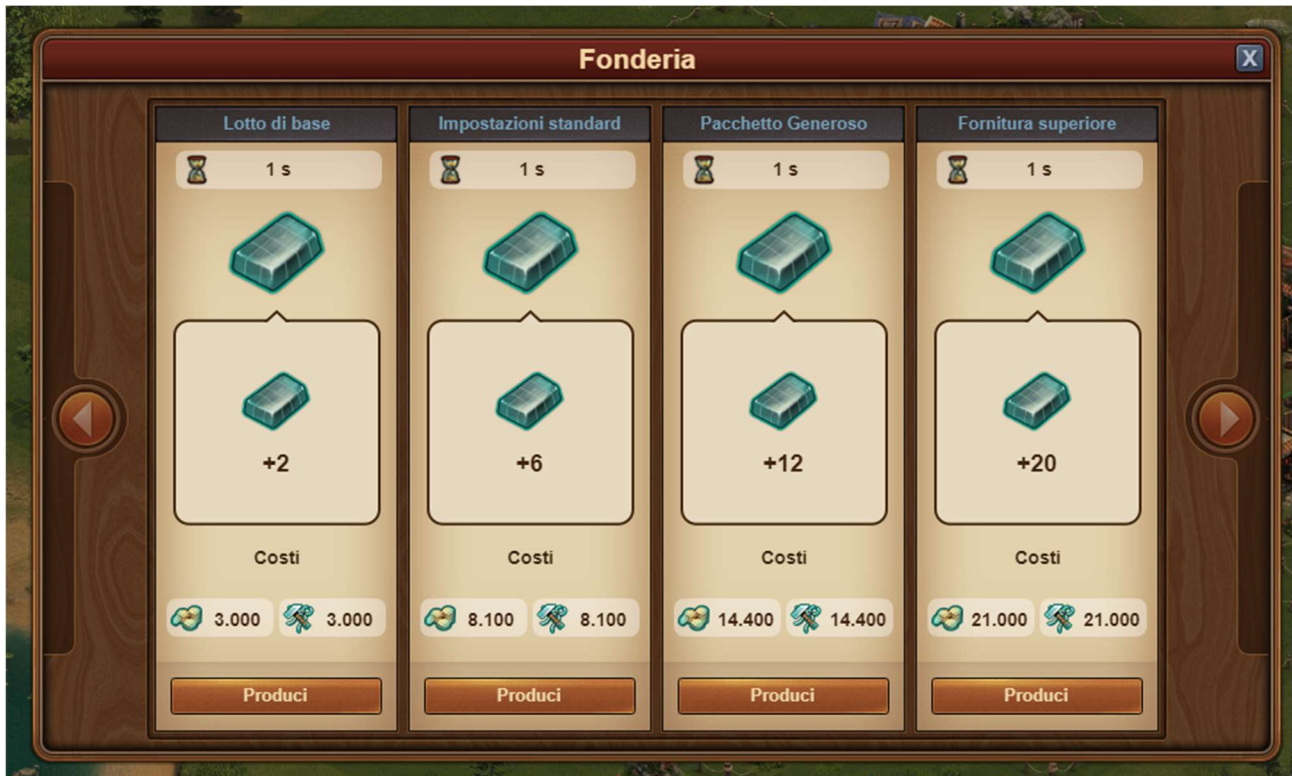 Fonderia
X
Lotto di base
Impostazioni standard
Pacchetto Generoso
Fornitura superiore
1 s
1 s
1 s
1 s
+2
+6
+12
+20
Costi
Costi
Costi
Costi
3.000 3.000
8.100 8.100
14.400 14.400
21.000 21.000
Produci
Produci
Produci
Produci